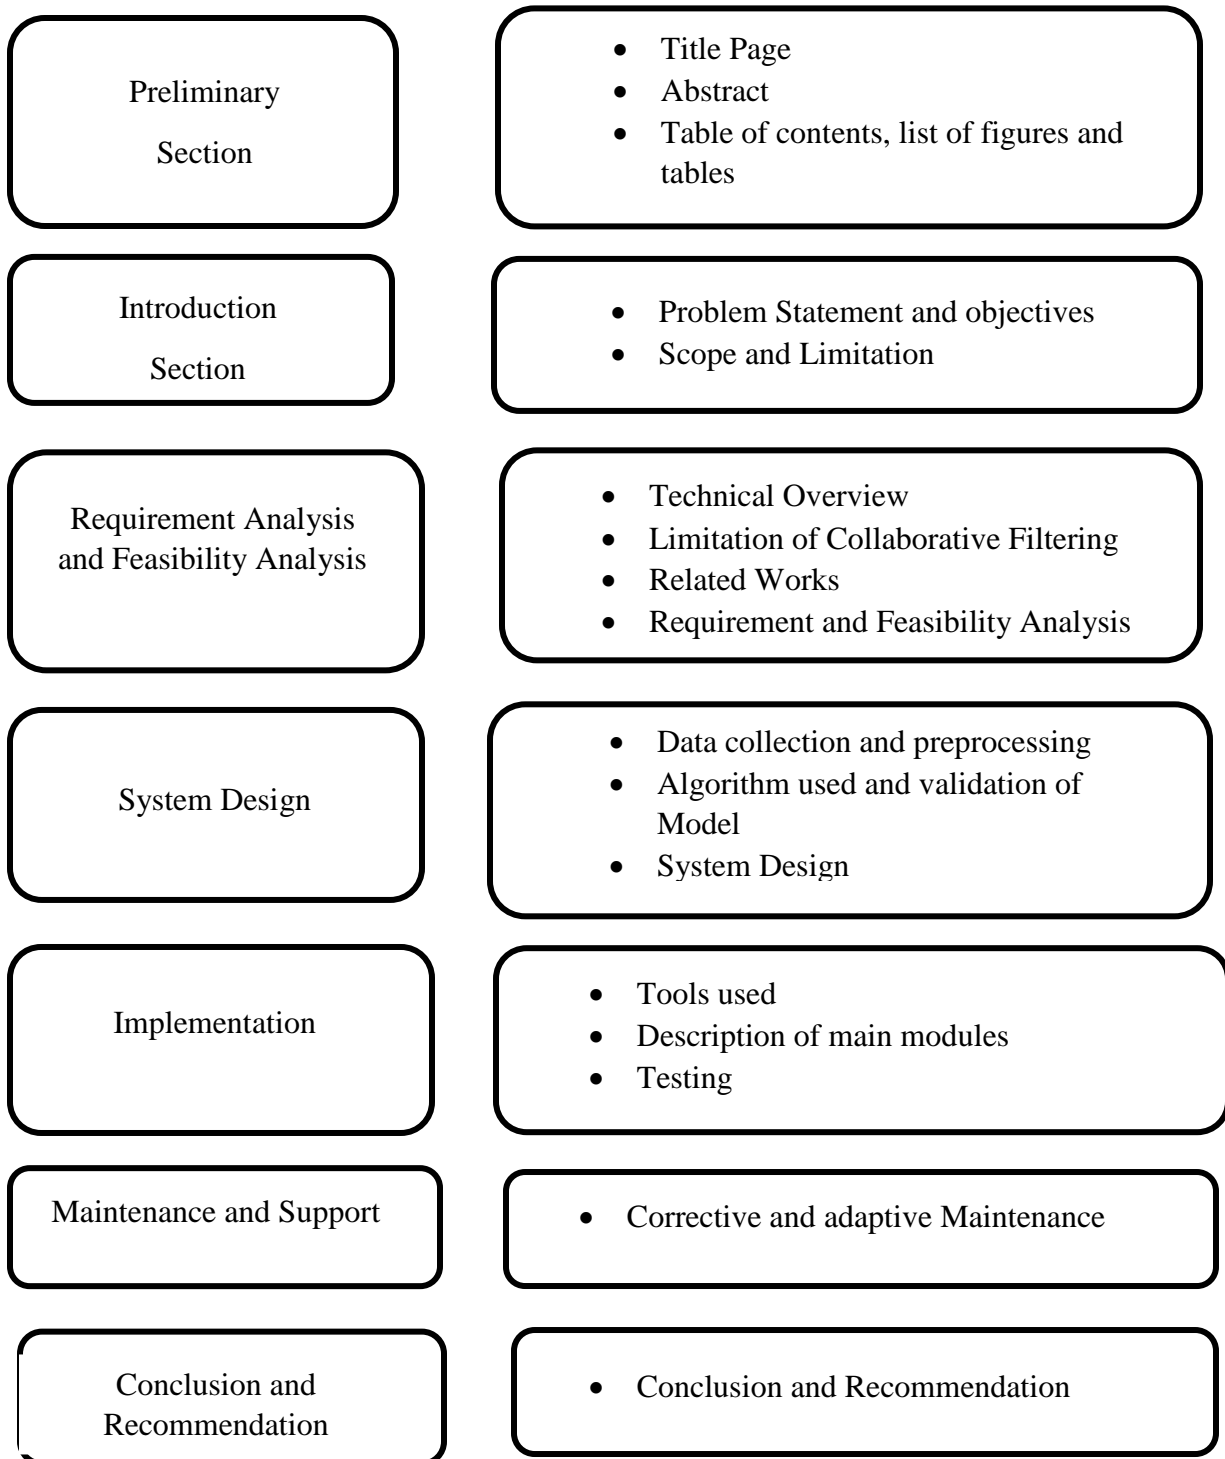 Preliminary
Section
• Title Page
• Abstract
• Table of contents, list of figures and
tables
Introduction
Section
• Problem Statement and objectives
• Scope and Limitation
Requirement Analysis
and Feasibility Analysis
• Technical Overview
• Limitation of Collaborative Filtering
• Related Works
• Requirement and Feasibility Analysis
System Design
• Data collection and preprocessing
• Algorithm used and validation of
Model
• System Design
Implementation
• Tools used
• Description of main modules
• Testing
Maintenance and Support
• Corrective and adaptive Maintenance
Conclusion and
Recommendation
• Conclusion and Recommendation